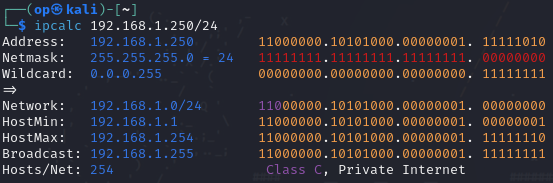 ┌──(op㉿kali)-[~]
└─$ ipcalc 192.168.1.250/24
Address:   192.168.1.250        11000000.10101000.00000001. 11111010
Netmask:   255.255.255.0 = 24   11111111.11111111.11111111. 00000000
Wildcard:  0.0.0.255            00000000.00000000.00000000. 11111111
=>
Network:   192.168.1.0/24       11000000.10101000.00000001. 00000000
HostMin:   192.168.1.1          11000000.10101000.00000001. 00000001
HostMax:   192.168.1.254        11000000.10101000.00000001. 11111110
Broadcast: 192.168.1.255        11000000.10101000.00000001. 11111111
Hosts/Net: 254                   Class C, Private Internet